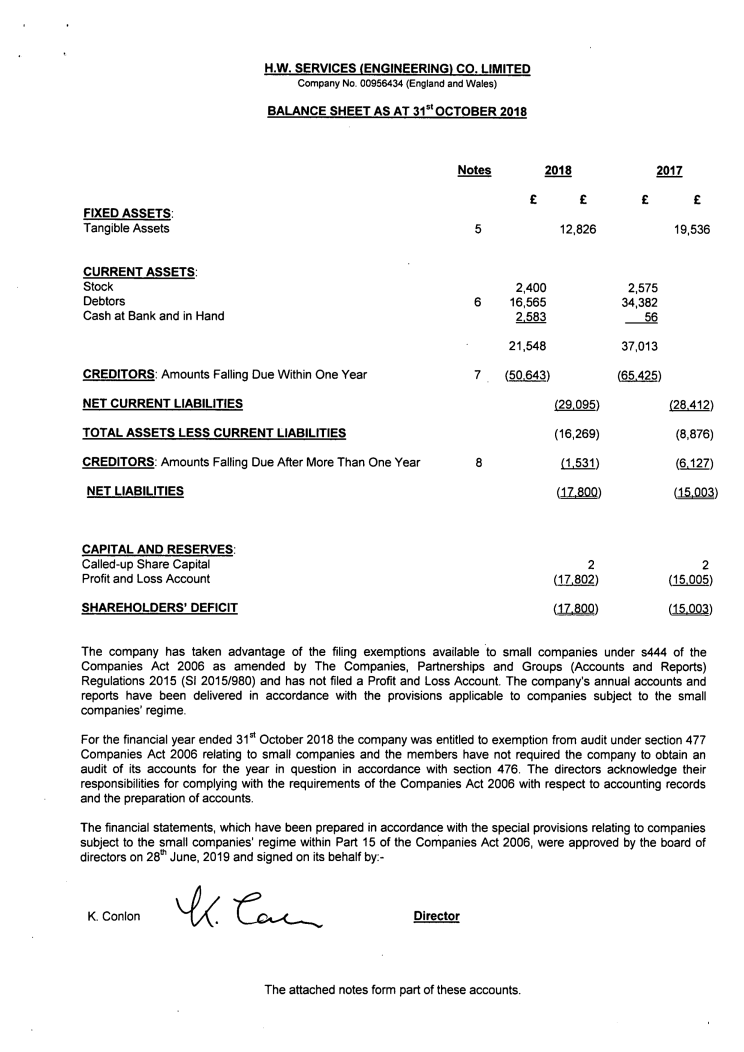 H.W. SERVICES (ENGINEERING) CO. LIMITED
Company No. 00956434 (England and Wales)
BALANCE SHEET AS AT 31st OCTOBER 2018
Notes 2018 2017
£ £ £ £
FIXED ASSETS:
Tangible Assets 5 12,826 19,536
CURRENT ASSETS:
Stock 2,400 2,575
Debtors 6 16,565 34,382
Cash at Bank and in Hand 2,583 56
21,548 37,013
CREDITORS: Amounts Falling Due Within One Year 7 (50,643) (65,425)
NET CURRENT LIABILITIES (29,095) (28,412)
TOTAL ASSETS LESS CURRENT LIABILITIES (16,269) (8,876)
CREDITORS: Amounts Falling Due After More Than One Year 8 (1,531) (6,127)
NET LIABILITIES (17,800) (15,003)
CAPITAL AND RESERVES:
Called-up Share Capital 2 2
Profit and Loss Account (17,802) (15,005)
SHAREHOLDERS' DEFICIT (17,800) (15,003)
The company has taken advantage of the filing exemptions available to small companies under s444 of the
Companies Act 2006 as amended by The Companies, Partnerships and Groups (Accounts and Reports)
Regulations 2015 (SI 2015/980) and has not filed a Profit and Loss Account. The company's annual accounts and
reports have been delivered in accordance with the provisions applicable to companies subject to the small
companies' regime.
For the financial year ended 31st October 2018 the company was entitled to exemption from audit under section 477
Companies Act 2006 relating to small companies and the members have not required the company to obtain an
audit of its accounts for the year in question in accordance with section 476. The directors acknowledge their
responsibilities for complying with the requirements of the Companies Act 2006 with respect to accounting records
and the preparation of accounts.
The financial statements, which have been prepared in accordance with the special provisions relating to companies
subject to the small companies' regime within Part 15 of the Companies Act 2006, were approved by the board of
directors on 28th June, 2019 and signed on its behalf by:-
K. Conlon Director
The attached notes form part of these accounts.